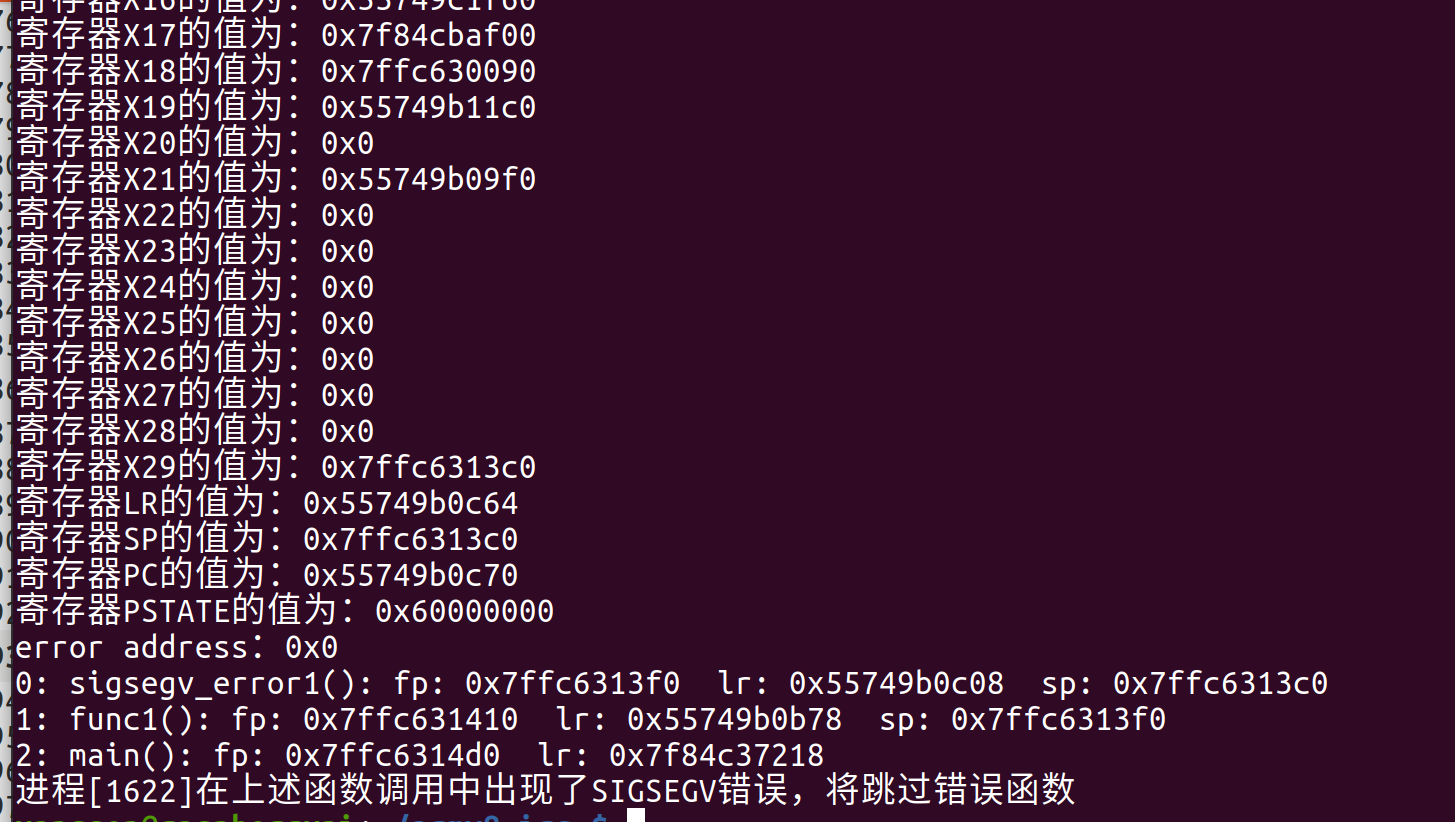 寄存器X16的值为：0x55749c1f60
寄存器X17的值为：0x7f84cbaf00
寄存器X18的值为：0x7ffc630090
寄存器X19的值为：0x55749b11c0
寄存器X20的值为：0x0
寄存器X21的值为：0x55749b09f0
寄存器X22的值为：0x0
寄存器X23的值为：0x0
寄存器X24的值为：0x0
寄存器X25的值为：0x0
寄存器X26的值为：0x0
寄存器X27的值为：0x0
寄存器X28的值为：0x0
寄存器X29的值为：0x7ffc6313c0
寄存器LR的值为：0x55749b0c64
寄存器SP的值为：0x7ffc6313c0
寄存器PC的值为：0x55749b0c70
寄存器PSTATE的值为：0x60000000
error address：0x0
0: sigsegv_error1(): fp: 0x7ffc6313f0  lr: 0x55749b0c08  sp: 0x7ffc6313c0
1: func1(): fp: 0x7ffc631410  lr: 0x55749b0b78  sp: 0x7ffc6313f0
2: main(): fp: 0x7ffc6314d0  lr: 0x7f84c37218
进程[1622]在上述函数调用中出现了SIGSEGV错误，将跳过错误函数